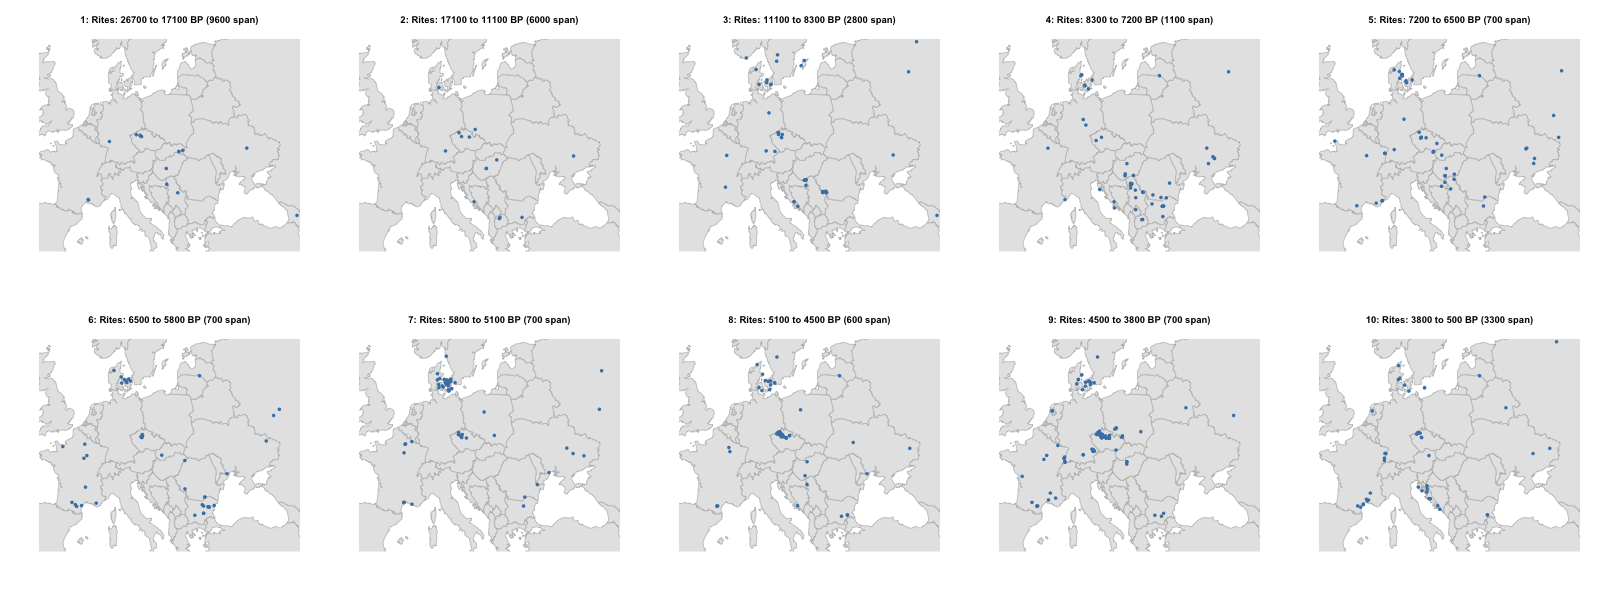 1: Rites: 26700 to 17100 BP (9600 span)
2: Rites: 17100 to 11100 BP (6000 span)
3: Rites: 11100 to 8300 BP (2800 span)
4: Rites: 8300 to 7200 BP (1100 span)
5: Rites: 7200 to 6500 BP (700 span)
6: Rites: 6500 to 5800 BP (700 span)
7: Rites: 5800 to 5100 BP (700 span)
8: Rites: 5100 to 4500 BP (600 span)
9: Rites: 4500 to 3800 BP (700 span)
10: Rites: 3800 to 500 BP (3300 span)